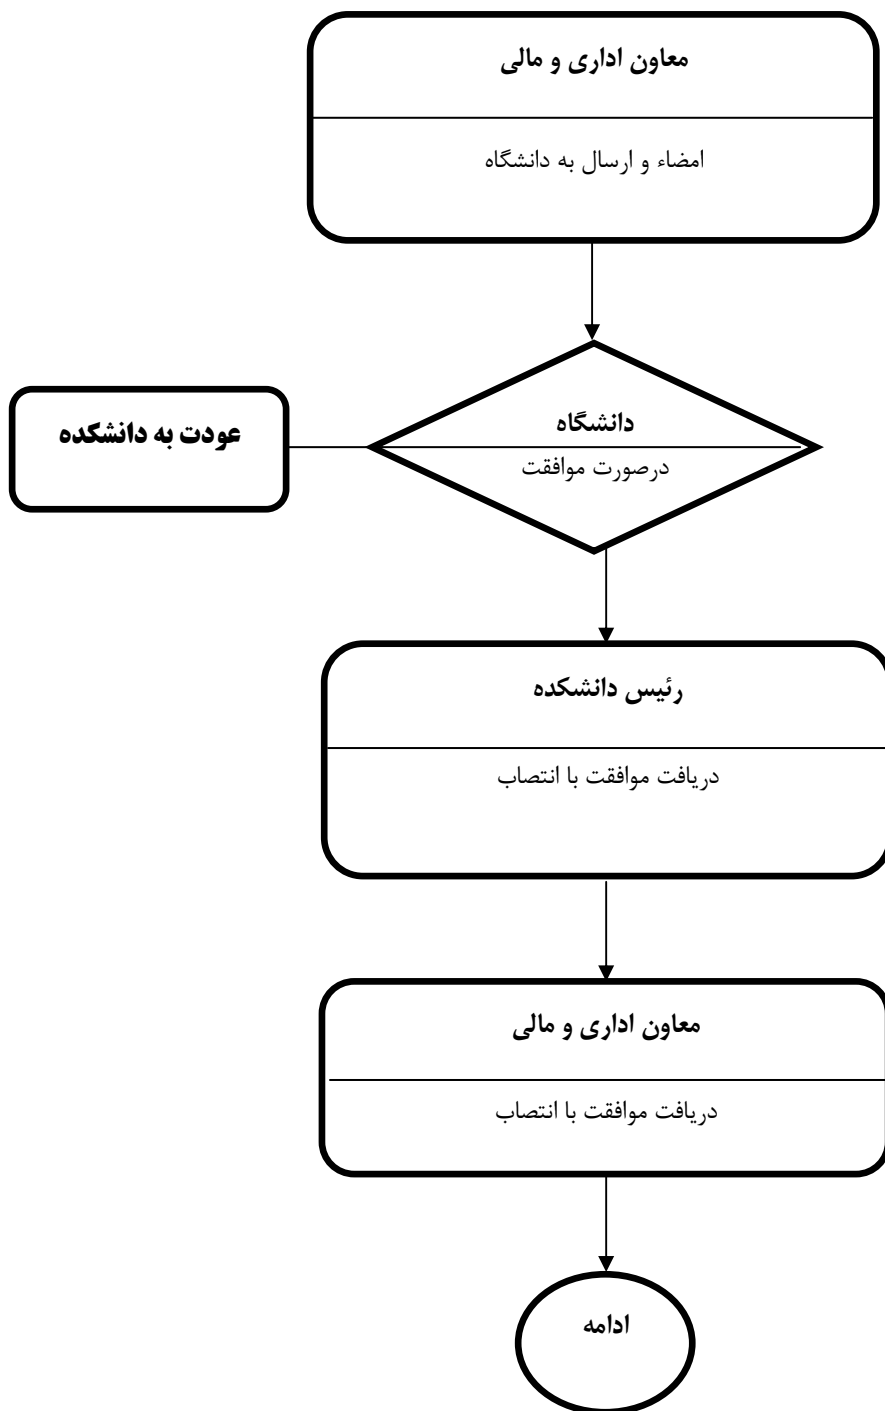 معاون اداری و مالی
امضاء و ارسال به دانشگاه
دانشگاه
درصورت موافقت
عودت به دانشکده
رئیس دانشکده
دریافت موافقت با انتصاب
معاون اداری و مالی
دریافت موافقت با انتصاب
ادامه